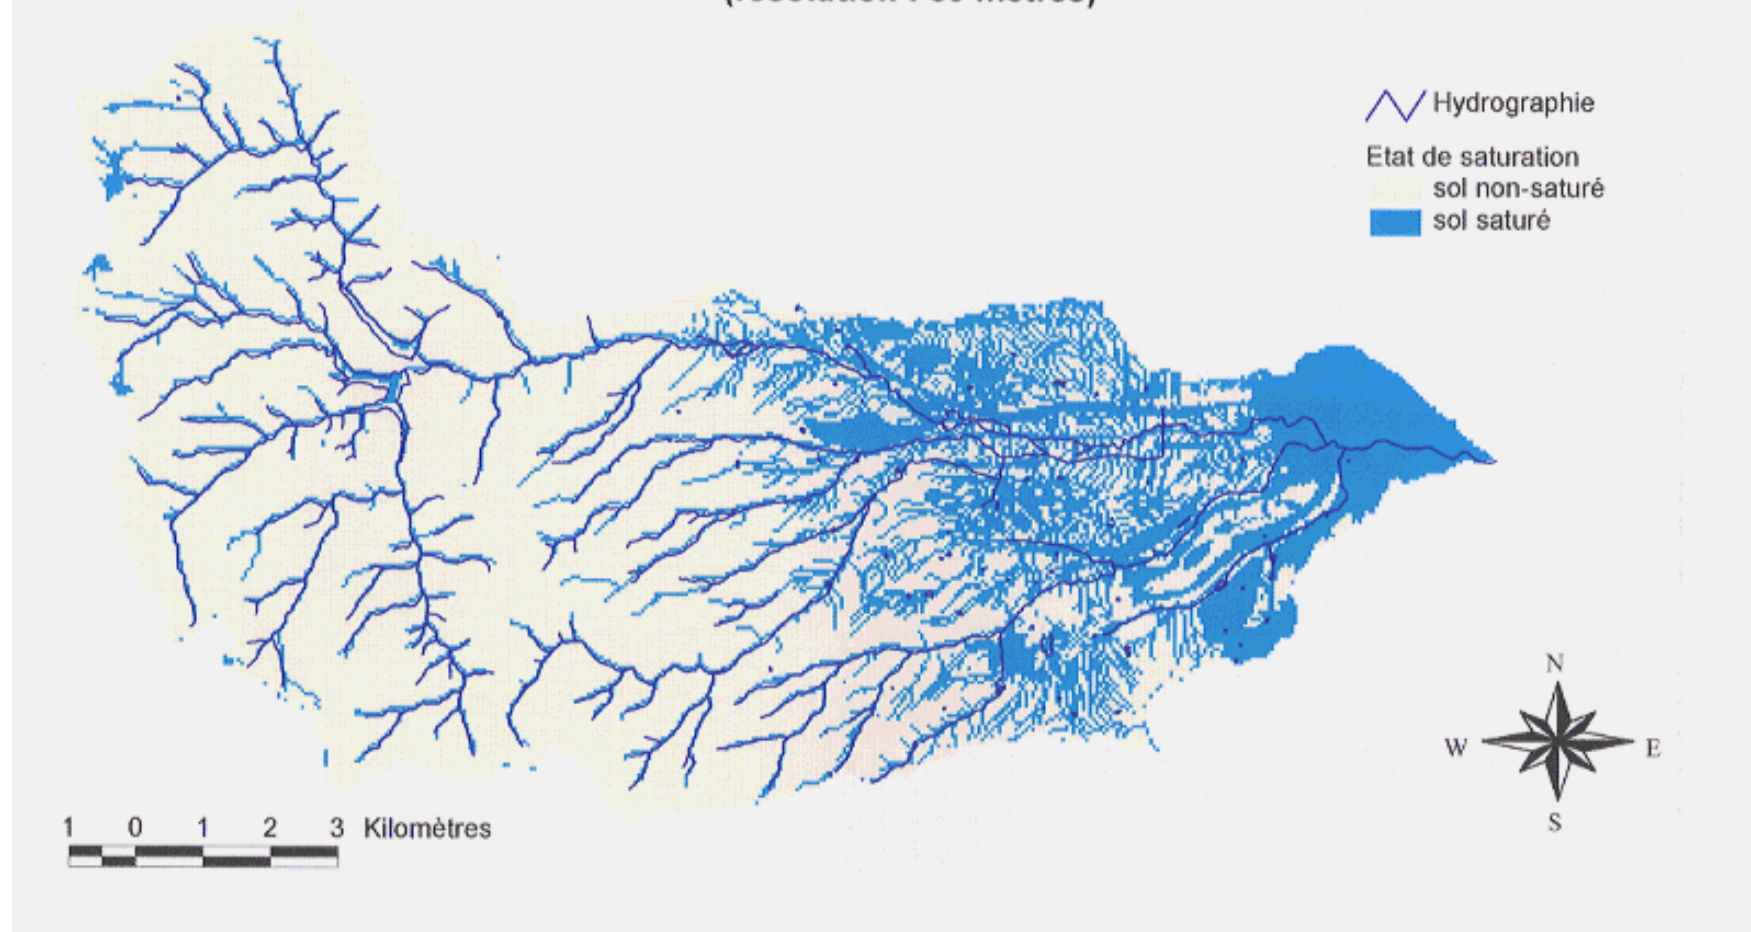 Hydrographie
Etat de saturation
sol non-saturé
sol saturé
N
W E
S
1 0 1 2 3 Kilomètres